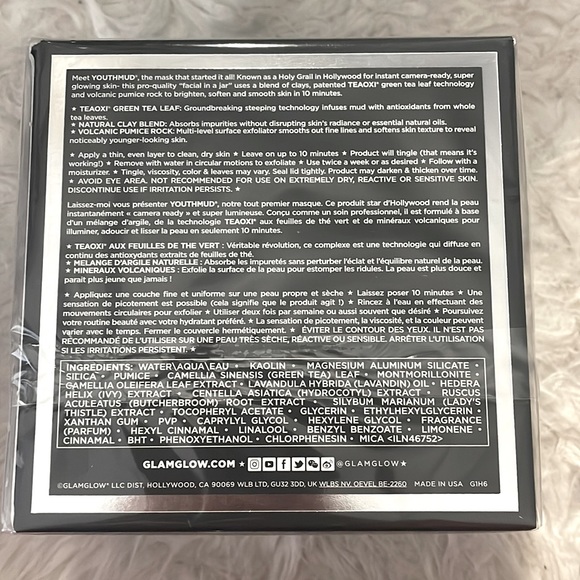 Meet YOUTHMUD®, the mask that started it all! Known as a Holy Grail in Hollywood for instant camera-ready, super
glowing skin- this pro-quality "facial in a jar" uses a blend of clays, patented TEAOXI® green tea leaf technology
and volcanic pumice rock to brighten, soften and smooth skin in 10 minutes.
★ TEAOXI® GREEN TEA LEAF: Groundbreaking steeping technology infuses mud with antioxidants from whole
tea leaves.
★ NATURAL CLAY BLEND: Absorbs impurities without disrupting skin's radiance or essential natural oils.
★ VOLCANIC PUMICE ROCK: Multi-level surface exfoliator smooths out fine lines and softens skin texture to reveal
noticeably younger-looking skin.
★ Apply a thin, even layer to clean, dry skin ★ Leave on up to 10 minutes ★ Product will tingle (that means it's
working!) ★ Remove with water in circular motions to exfoliate ★ Use twice a week or as desired ★ Follow with a
moisturizer. ★ Tingle, viscosity, color & leaves may vary. Seal lid tightly. Product may darken & thicken over time.
★ AVOID EYE AREA. NOT RECOMMENDED FOR USE ON EXTREMELY DRY, REACTIVE OR SENSITIVE SKIN.
DISCONTINUE USE IF IRRITATION PERSISTS. ★
Laissez-moi vous présenter YOUTHMUD®, notre tout premier masque. Ce produit star d'Hollywood rend la peau
instantanément « camera ready » et super lumineuse. Conçu comme un soin professionnel, il est formulé à base
d'un mélange d'argile, de la technologie TEAOXI® aux feuilles de thé vert et de minéraux volcaniques pour
illuminer, adoucir et lisser la peau en seulement 10 minutes.
★ TEAOXI® AUX FEUILLES DE THE VERT : Véritable révolution, ce complexe est une technologie qui diffuse en
continu des antioxydants extraits de feuilles de thé.
★ MELANGE D'ARGILE NATURELLE : Absorbe les impuretés sans perturber l'éclat et l'équilibre naturel de la peau.
★ MINERAUX VOLCANIQUES : Exfolie la surface de la peau pour estomper les ridules. La peau est plus douce et
parait plus jeune que jamais !
★ Appliquez une couche fine et uniforme sur une peau propre et sèche ★ Laissez poser 10 minutes ★ Une
sensation de picotement est possible (cela signifie que le produit agit !) ★ Rincez à l'eau en effectuant des
mouvements circulaires pour exfolier ★ Utiliser deux fois par semaine ou aussi souvent que désiré ★ Poursuivez
votre routine beauté avec votre hydratant préféré. ★ La sensation de picotement, la viscosité, et la couleur peuvent
varier avec le temps. Fermer le couvercle hermétiquement. ★ ÉVITER LE CONTOUR DES YEUX. IL N'EST PAS
RECOMMANDÉ DE L'UTILISER SUR UNE PEAU TRÈS SÈCHE, RÉACTIVE OU SENSIBLE. ARRÊTER L'UTILISATION
SI LES IRRITATIONS PERSISTENT. ★
INGREDIENTS: WATER\AQUA\EAU • KAOLIN • MAGNESIUM ALUMINUM SILICATE •
SILICA • PUMICE • CAMELLIA SINENSIS (GREEN TEA) LEAF • MONTMORILLONITE •
CAMELLIA OLEIFERA LEAF EXTRACT • LAVANDULA HYBRIDA (LAVANDIN) OIL • HEDERA
HELIX (IVY) EXTRACT • CENTELLA ASIATICA (HYDROCOTYL) EXTRACT • RUSCUS
ACULEATUS (BUTCHERBROOM) ROOT EXTRACT • SILYBUM MARIANUM (LADY'S
THISTLE) EXTRACT • TOCOPHERYL ACETATE • GLYCERIN • ETHYLHEXYLGLYCERIN •
XANTHAN GUM • PVP • CAPRYLYL GLYCOL • HEXYLENE GLYCOL • FRAGRANCE
(PARFUM) • HEXYL CINNAMAL • LINALOOL • BENZYL BENZOATE • LIMONENE •
CINNAMAL • BHT • PHENOXYETHANOL • CHLORPHENESIN • MICA <ILN46752>
GLAMGLOW.COM ★ @GLAMGLOW ★
©GLAMGLOW® LLC DIST, HOLLYWOOD, CA 90069 WLB LTD, GU32 3DD, UK WLBS NV, OEVEL BE-2260 MADE IN USA G1H6